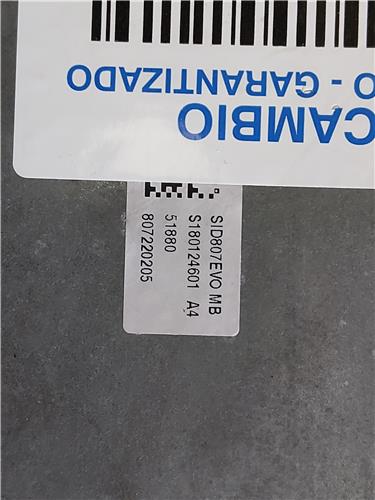 CAMBIO
O - GARANTIZADO
SID807EVO MB
S180124601 A4
51880
807220205